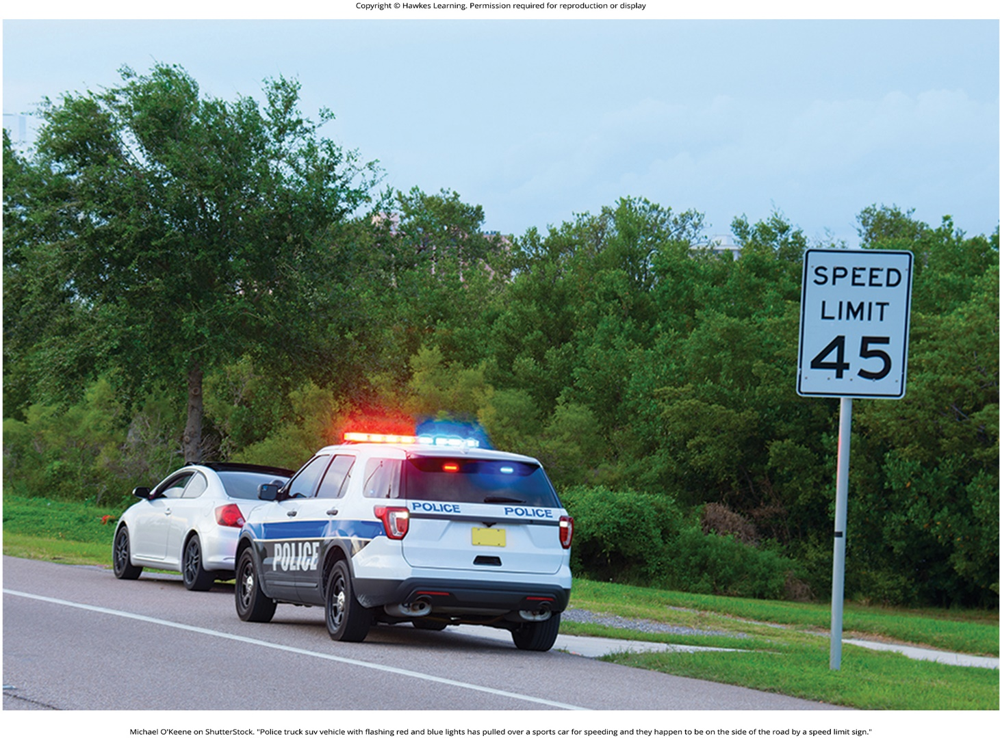 Copyright © Hawkes Learning. Permission required for reproduction or display
SPEED
LIMIT
45
POLICE POLICE
POLICE
Michael O'Keene on ShutterStock. "Police truck suv vehicle with flashing red and blue lights has pulled over a sports car for speeding and they happen to be on the side of the road by a speed limit sign."